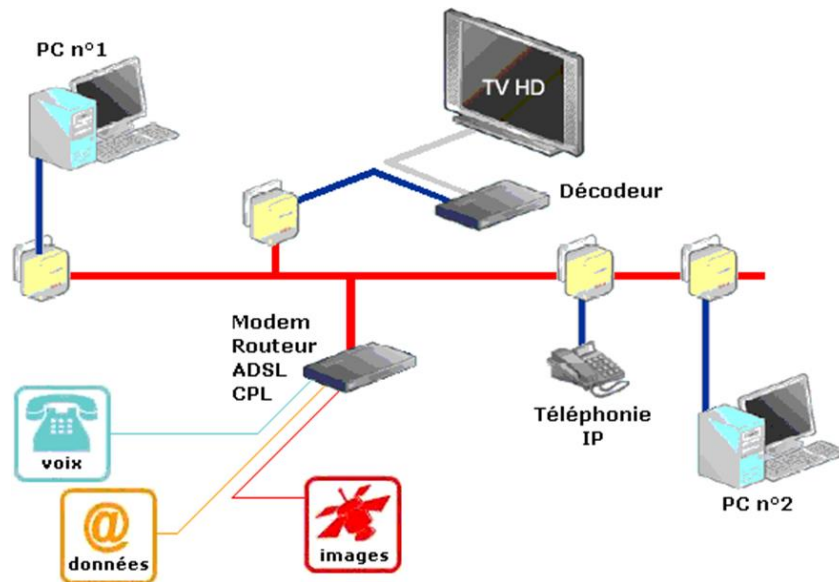 PC n°1
TV HD
Décodeur
Modem
Routeur
ADSL
CPL
Téléphonie
IP
voix
PC n°2
@
données
images